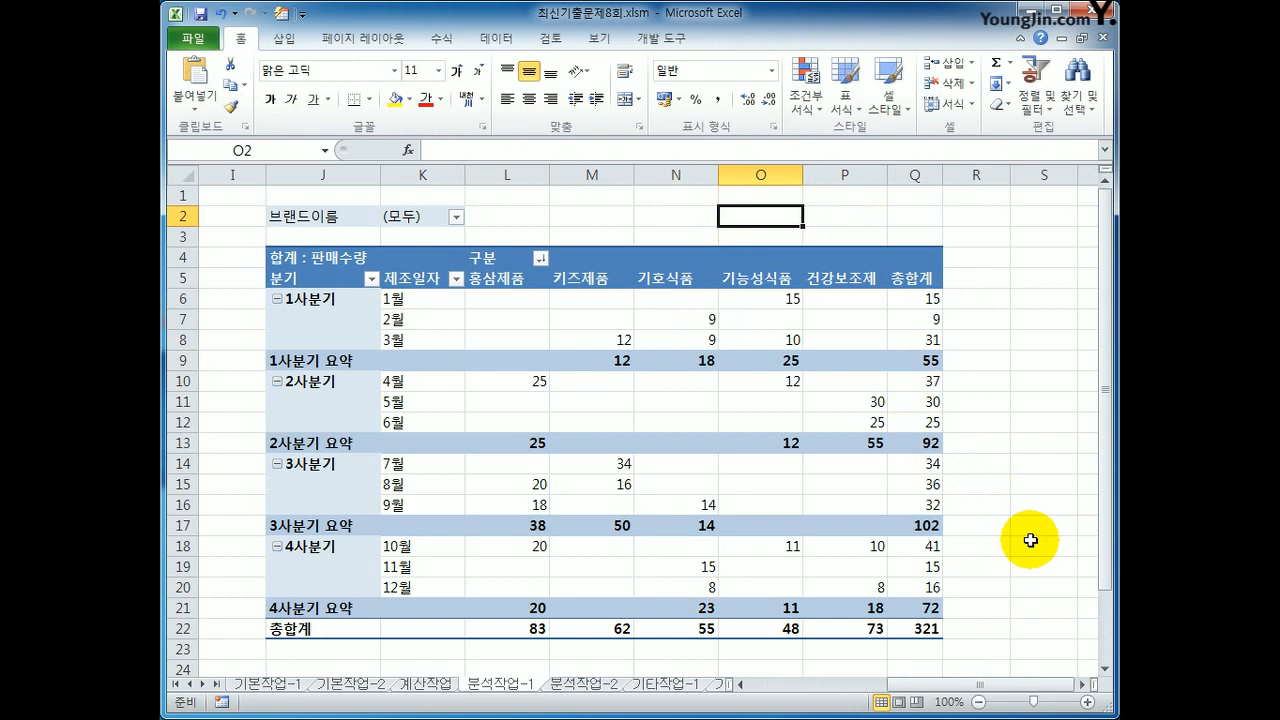 최신기출문제8회.xlsm - Microsoft Excel
YoungJin.com Y.
파일 홈 삽입 페이지 레이아웃 수식 데이터 검토 보기 개발 도구
붙여넣기 맑은 고딕 11 일반 조건부 서식 표 서식 셀 스타일 삽입 삭제 서식 정렬 및 필터 찾기 및 선택
클립보드 글꼴 맞춤 표시 형식 스타일 셀 편집
O2 fx
I J K L M N O P Q R S
1
2 브랜드이름 (모두)
3
4 합계 : 판매수량 구분
5 분기 제조일자 홍삼제품 키즈제품 기호식품 기능성식품 건강보조제 총합계
6 1사분기 1월 15 15
7 2월 9 9
8 3월 12 9 10 31
9 1사분기 요약 12 18 25 55
10 2사분기 4월 25 12 37
11 5월 30 30
12 6월 25 25
13 2사분기 요약 25 12 55 92
14 3사분기 7월 34 34
15 8월 20 16 36
16 9월 18 14 32
17 3사분기 요약 38 50 14 102
18 4사분기 10월 20 11 10 41
19 11월 15 15
20 12월 8 8 16
21 4사분기 요약 20 23 11 18 72
22 총합계 83 62 55 48 73 321
23
24
기본작업-1 기본작업-2 계산작업 분석작업-1 분석작업-2 기타작업-1
준비 100%